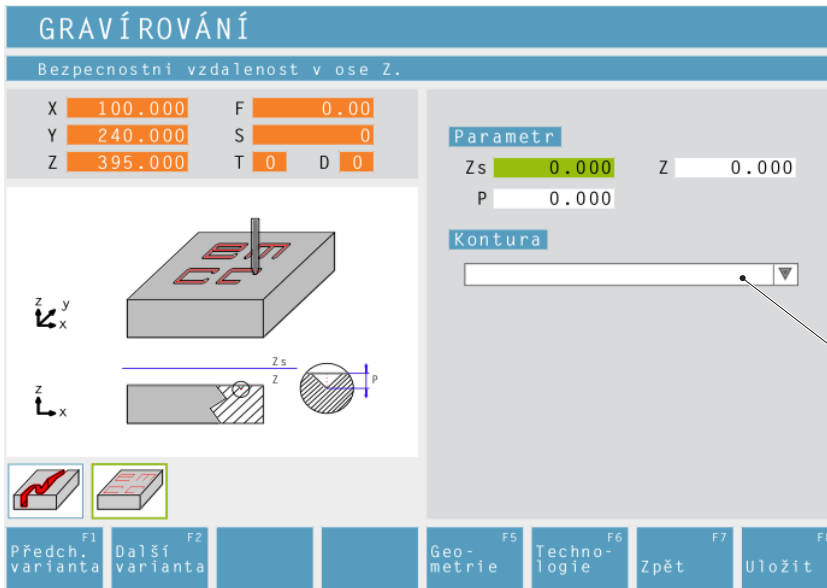 GRAVÍROVÁNÍ
Bezpecnostni vzdalenost v ose Z.
X 100.000 F 0.00
Y 240.000 S 0
Z 395.000 T 0 D 0
Parametr
Zs 0.000 Z 0.000
P 0.000
Kontura
z y
x
Zs
Z
P
z
x
F1
Předch.
varianta
F2
Další
varianta
F5
Geo-
metrie
F6
Techno-
logie
F7
Zpět
Uložit